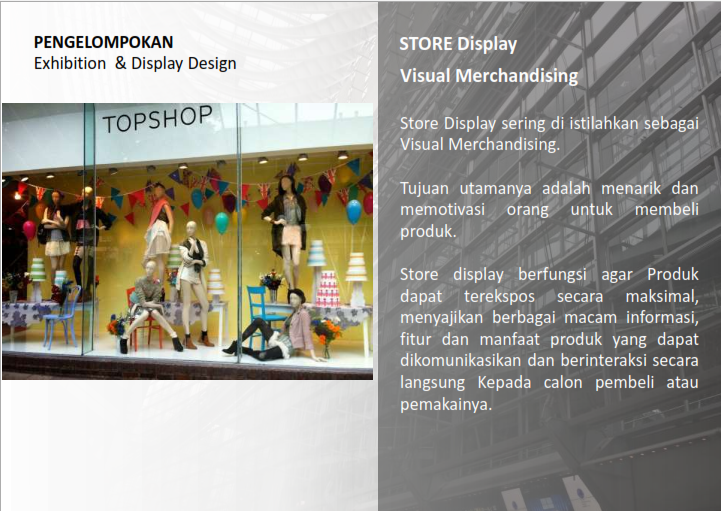 PENGELOMPOKAN
Exhibition & Display Design
TOPSHOP
STORE Display
Visual Merchandising
Store Display sering di istilahkan sebagai
Visual Merchandising.
Tujuan utamanya adalah menarik dan
memotivasi orang untuk membeli
produk.
Store display berfungsi agar Produk
dapat terekspos secara maksimal,
menyajikan berbagai macam informasi,
fitur dan manfaat produk yang dapat
dikomunikasikan dan berinteraksi secara
langsung Kepada calon pembeli atau
pemakainya.